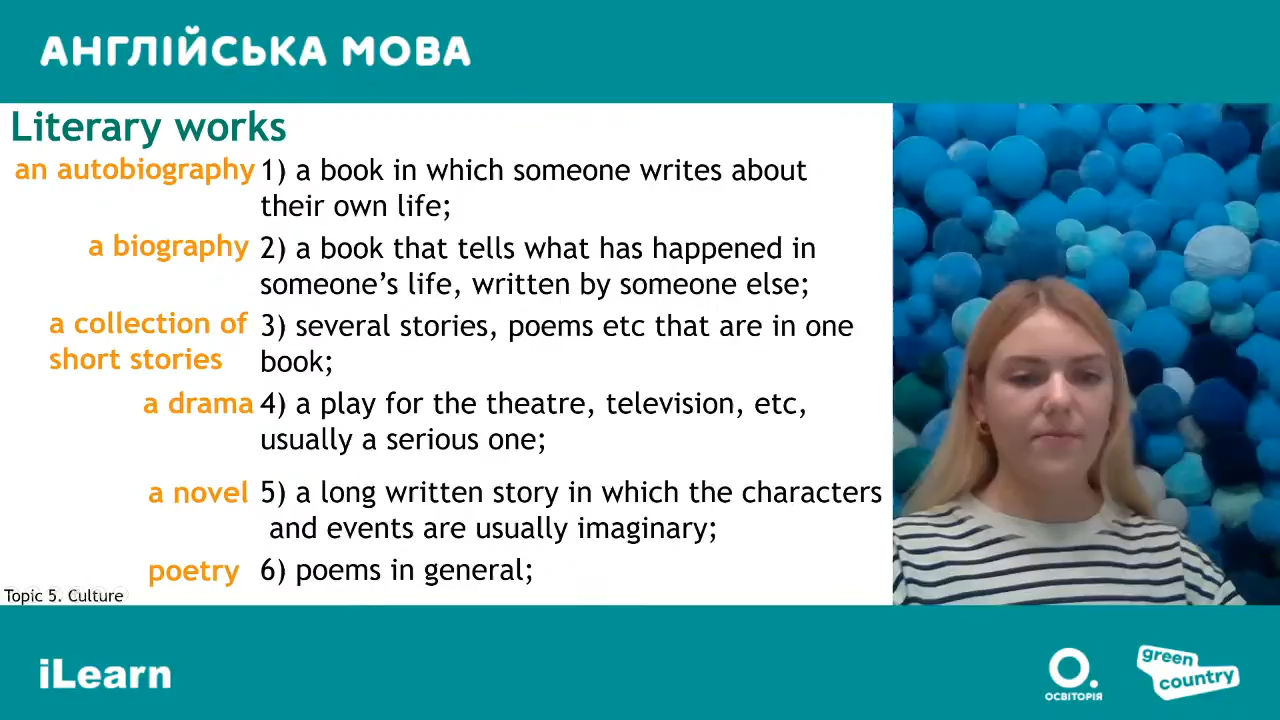 АНГЛІЙСЬКА МОВА
Literary works
an autobiography 1) a book in which someone writes about
their own life;
a biography 2) a book that tells what has happened in
someone’s life, written by someone else;
a collection of 3) several stories, poems etc that are in one
short stories book;
a drama 4) a play for the theatre, television, etc,
usually a serious one;
a novel 5) a long written story in which the characters
and events are usually imaginary;
poetry 6) poems in general;
Topic 5. Culture
iLearn
О.
ОСВІТОРІЯ
green
country